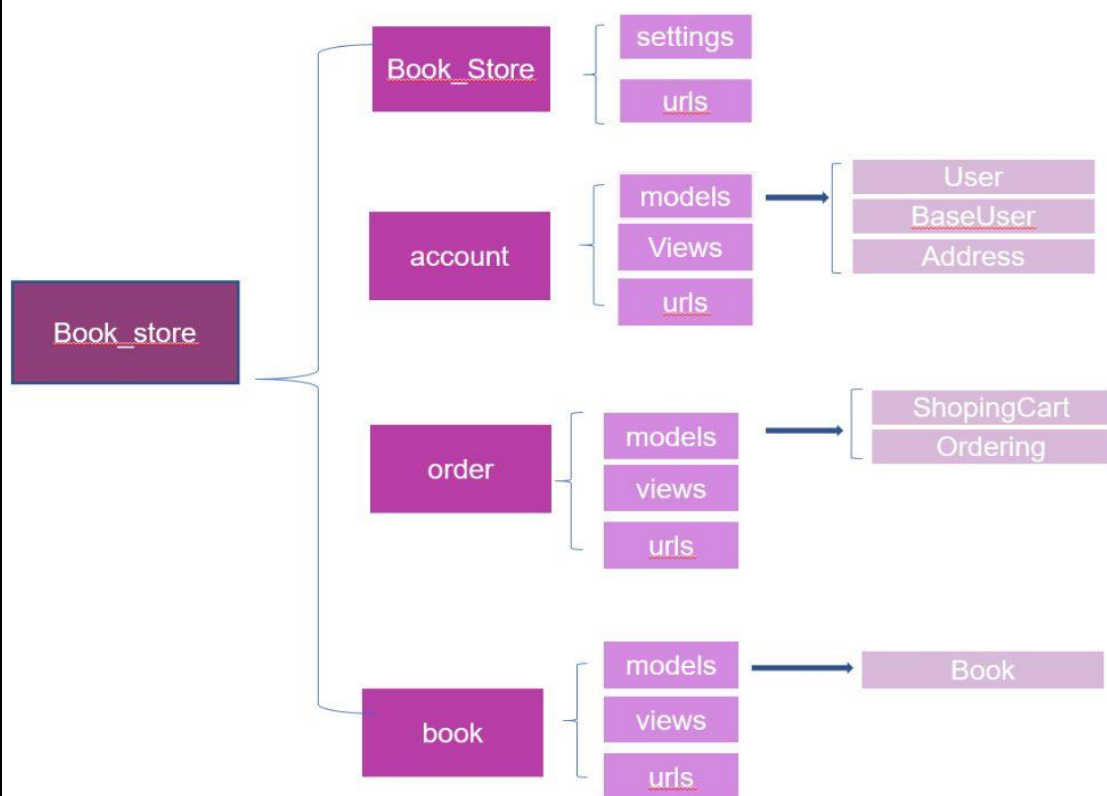 Book_store
Book_Store
settings
urls
account
models
Views
urls
User
BaseUser
Address
order
models
views
urls
ShopingCart
Ordering
book
models
views
urls
Book